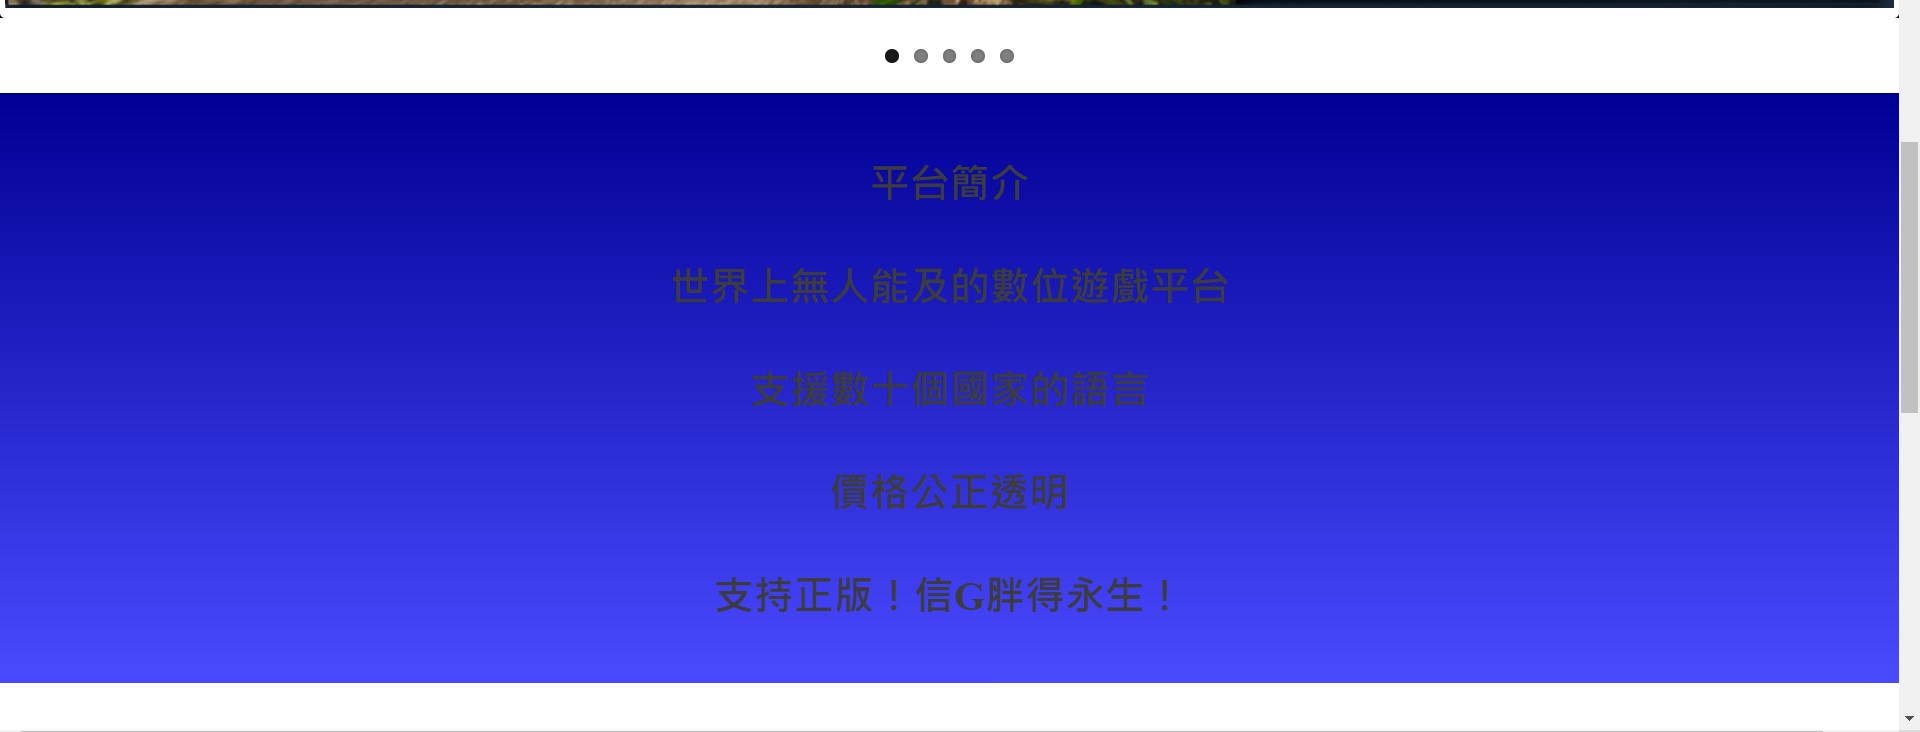 平台簡介
世界上無人能及的數位遊戲平台
支援數十個國家的語言
價格公正透明
支持正版！信G胖得永生！